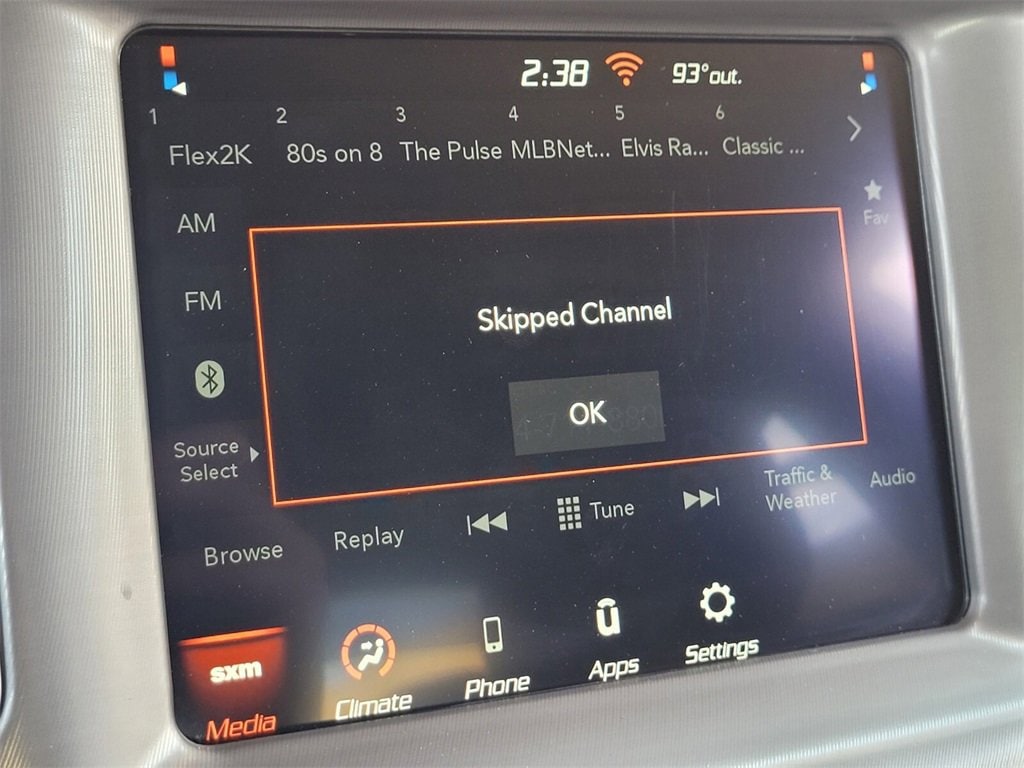 2:38 93° out.
1 2 3 4 5 6
Flex2K 80s on 8 The Pulse MLBNet... Elvis Ra... Classic ...
AM
Fav
FM
Skipped Channel
OK
Source
Select
Traffic &
Weather
Audio
Browse
Replay
Tune
sxm
Media
Climate
Phone
Apps
Settings